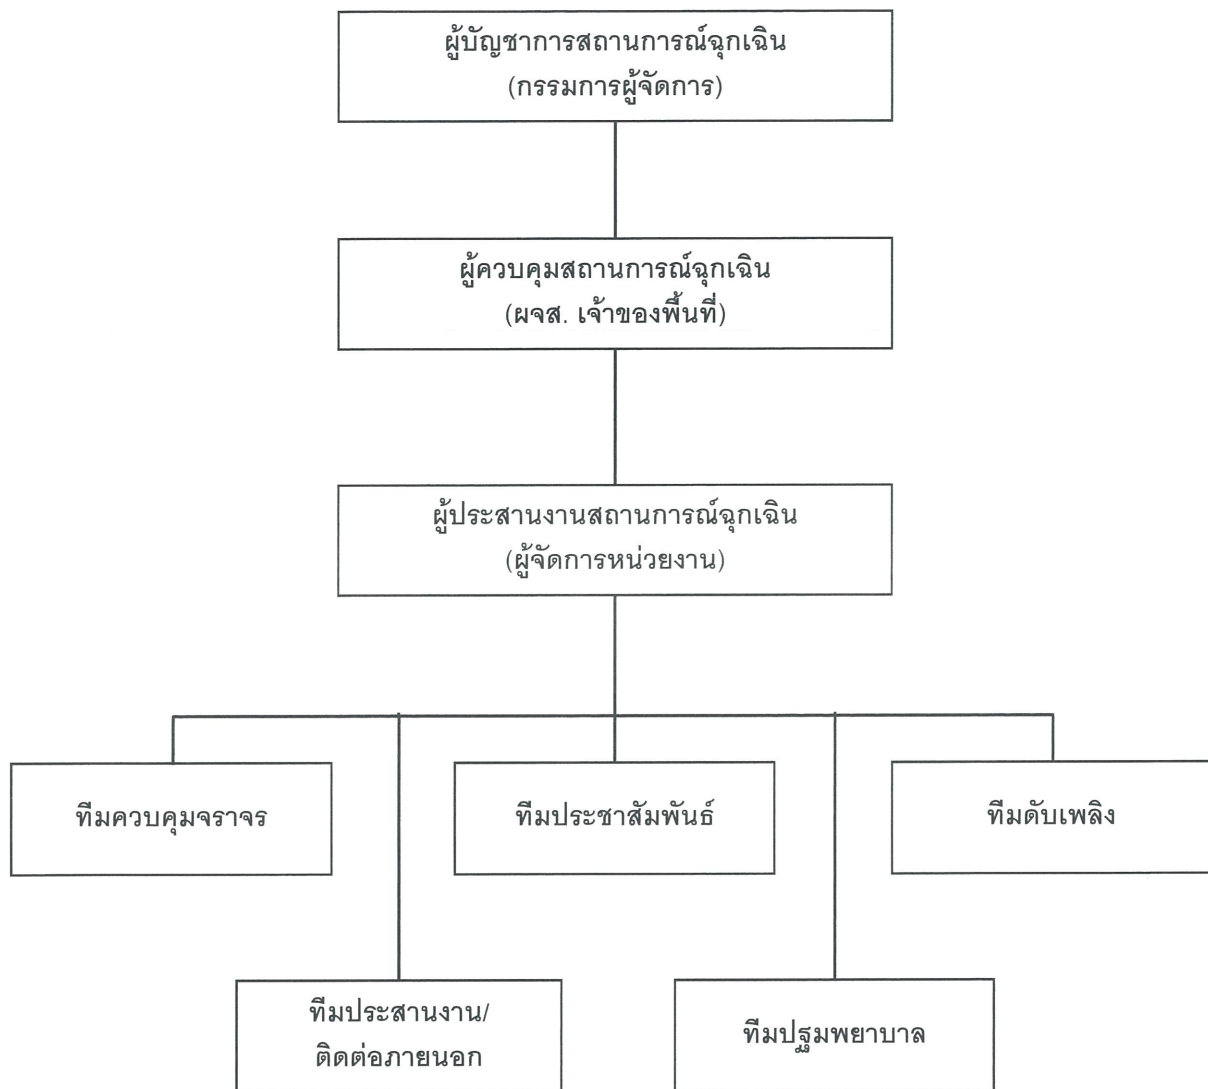 ผู้บัญชาการสถานการณ์ฉุกเฉิน
(กรรมการผู้จัดการ)
ผู้ควบคุมสถานการณ์ฉุกเฉิน
(ผจส. เจ้าของพื้นที่)
ผู้ประสานงานสถานการณ์ฉุกเฉิน
(ผู้จัดการหน่วยงาน)
ทีมควบคุมจราจร
ทีมประชาสัมพันธ์
ทีมดับเพลิง
ทีมประสานงาน/
ติดต่อภายนอก
ทีมปฐมพยาบาล